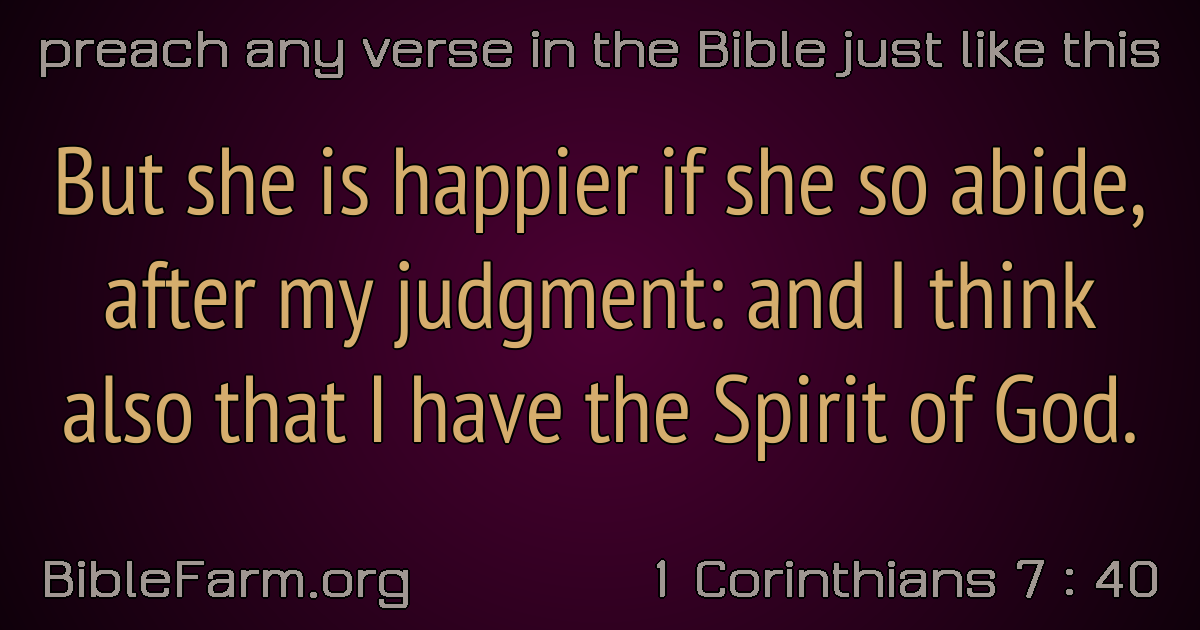 preach any verse in the Bible just like this
But she is happier if she so abide,
after my judgment: and I think
also that I have the Spirit of God.
BibleFarm.org
1 Corinthians 7 : 40